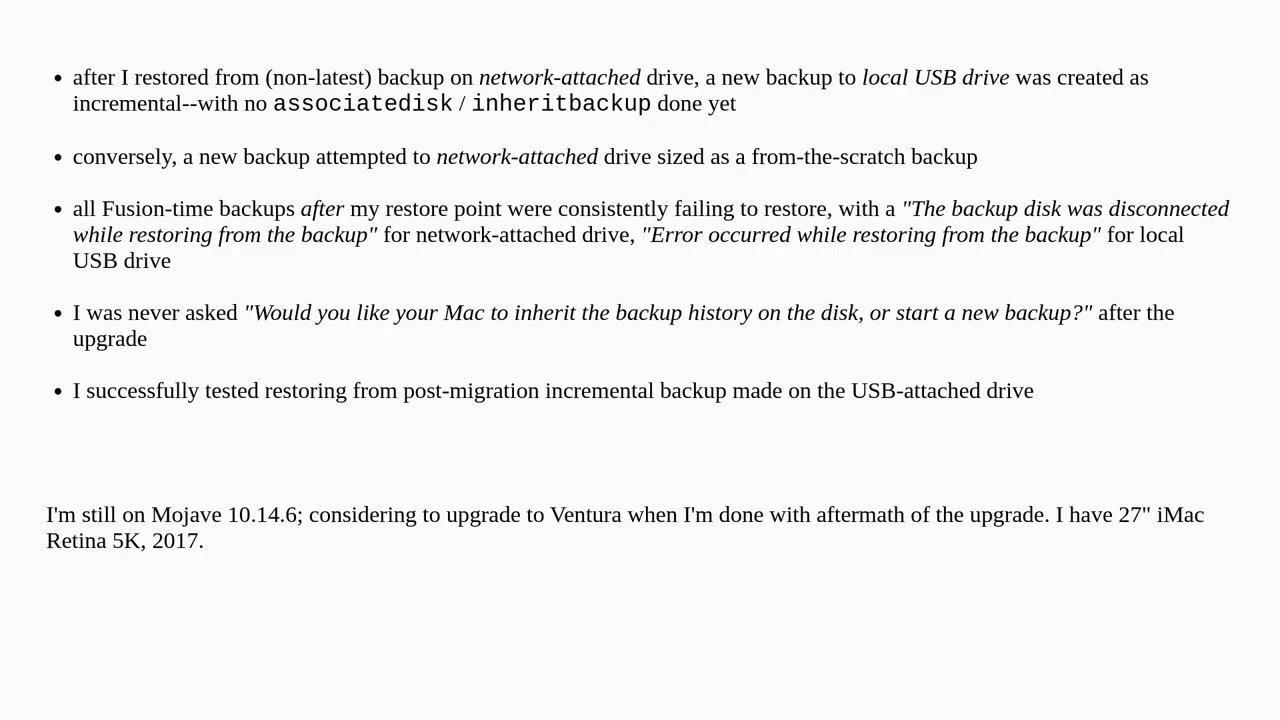 • after I restored from (non-latest) backup on network-attached drive, a new backup to local USB drive was created as
incremental--with no associatedisk / inheritbackup done yet
• conversely, a new backup attempted to network-attached drive sized as a from-the-scratch backup
• all Fusion-time backups after my restore point were consistently failing to restore, with a "The backup disk was disconnected
while restoring from the backup" for network-attached drive, "Error occurred while restoring from the backup" for local
USB drive
• I was never asked "Would you like your Mac to inherit the backup history on the disk, or start a new backup?" after the
upgrade
• I successfully tested restoring from post-migration incremental backup made on the USB-attached drive
I'm still on Mojave 10.14.6; considering to upgrade to Ventura when I'm done with aftermath of the upgrade. I have 27" iMac
Retina 5K, 2017.